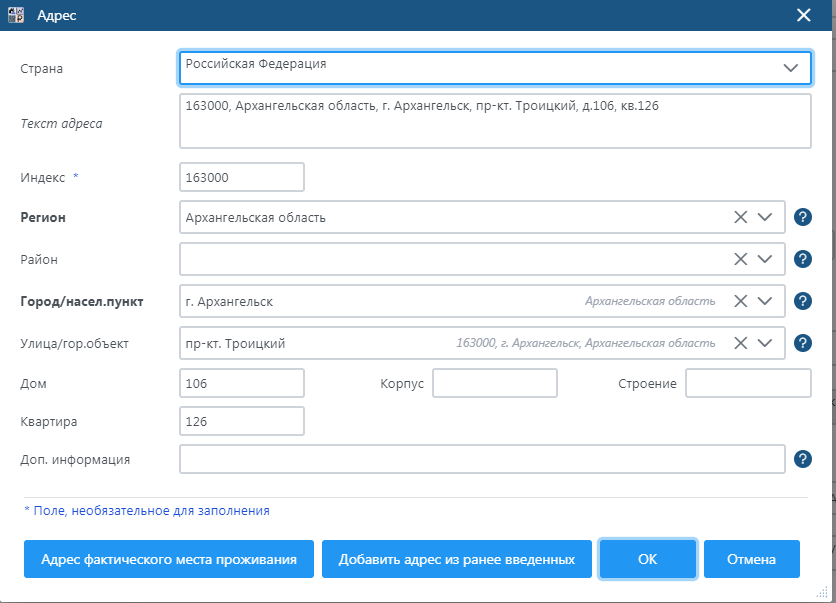 Адрес
Страна Российская Федерация
Текст адреса 163000, Архангельская область, г. Архангельск, пр-кт. Троицкий, д.106, кв.126
Индекс * 163000
Регион Архангельская область ?
Район ?
Город/насел.пункт г. Архангельск Архангельская область ?
Улица/гор.объект пр-кт. Троицкий 163000, г. Архангельск, Архангельская область ?
Дом 106 Корпус Строение
Квартира 126
Доп. информация ?
* Поле, необязательное для заполнения
Адрес фактического места проживания Добавить адрес из ранее введенных ОК Отмена